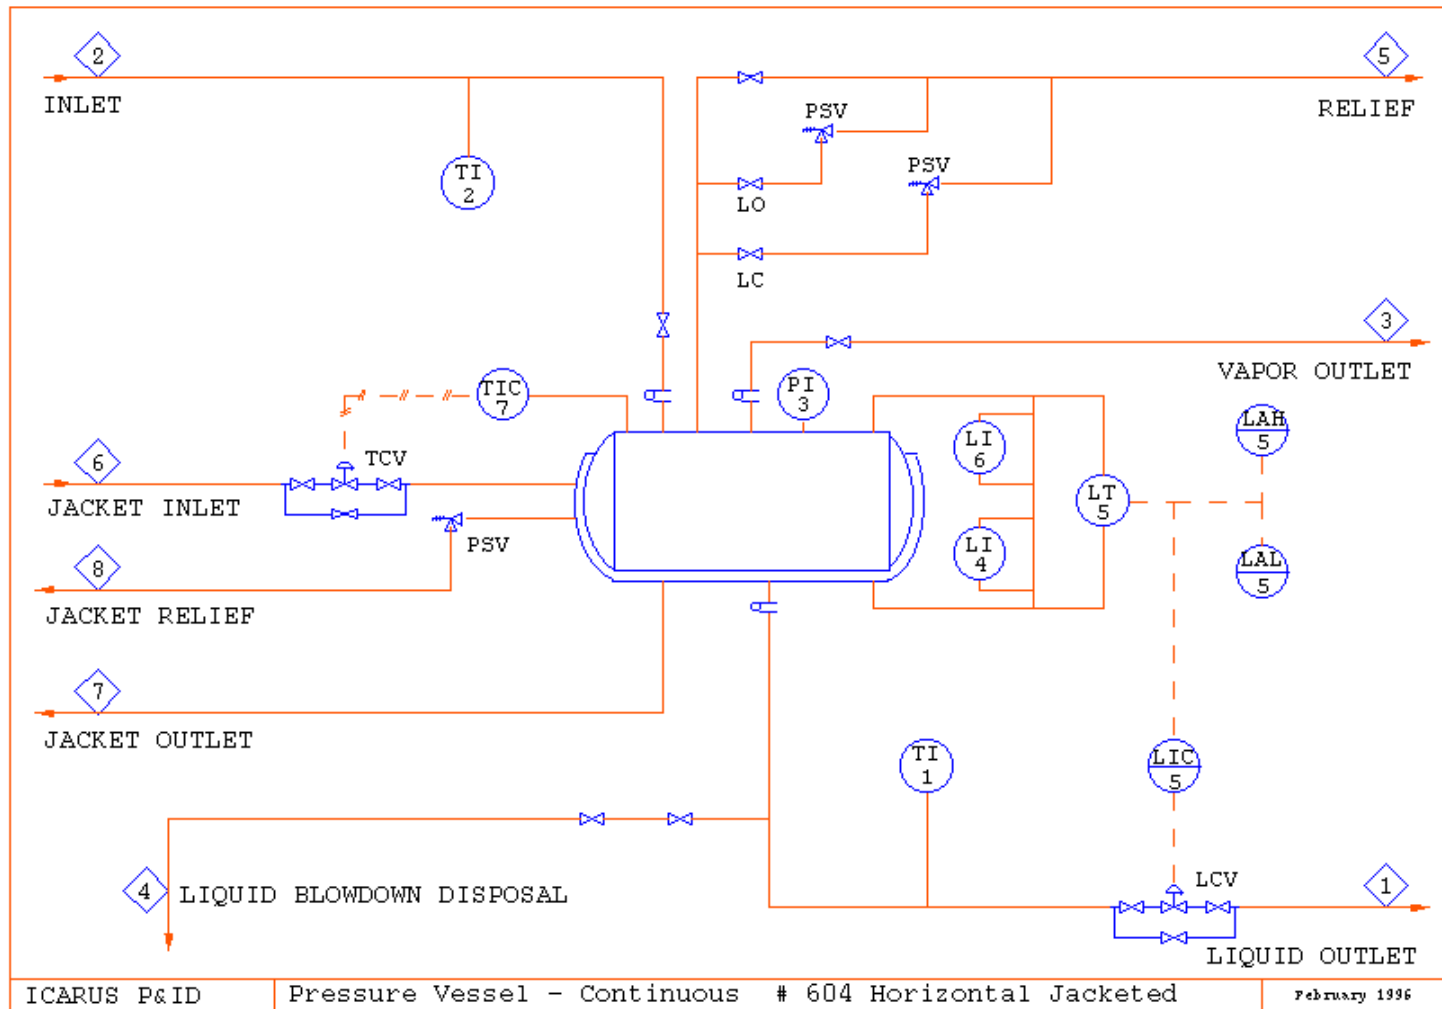 2
INLET
TI
2
5
RELIEF
PSV
PSV
LO
LC
3
VAPOR OUTLET
TIC
7
PI
3
LAH
5
6
JACKET INLET
TCV
LI
6
LT
5
PSV
LI
4
LAL
5
8
JACKET RELIEF
7
JACKET OUTLET
TI
1
LIC
5
4
LIQUID BLOWDOWN DISPOSAL
LCV
1
LIQUID OUTLET
ICARUS P&ID
Pressure Vessel - Continuous # 604 Horizontal Jacketed
February 1996